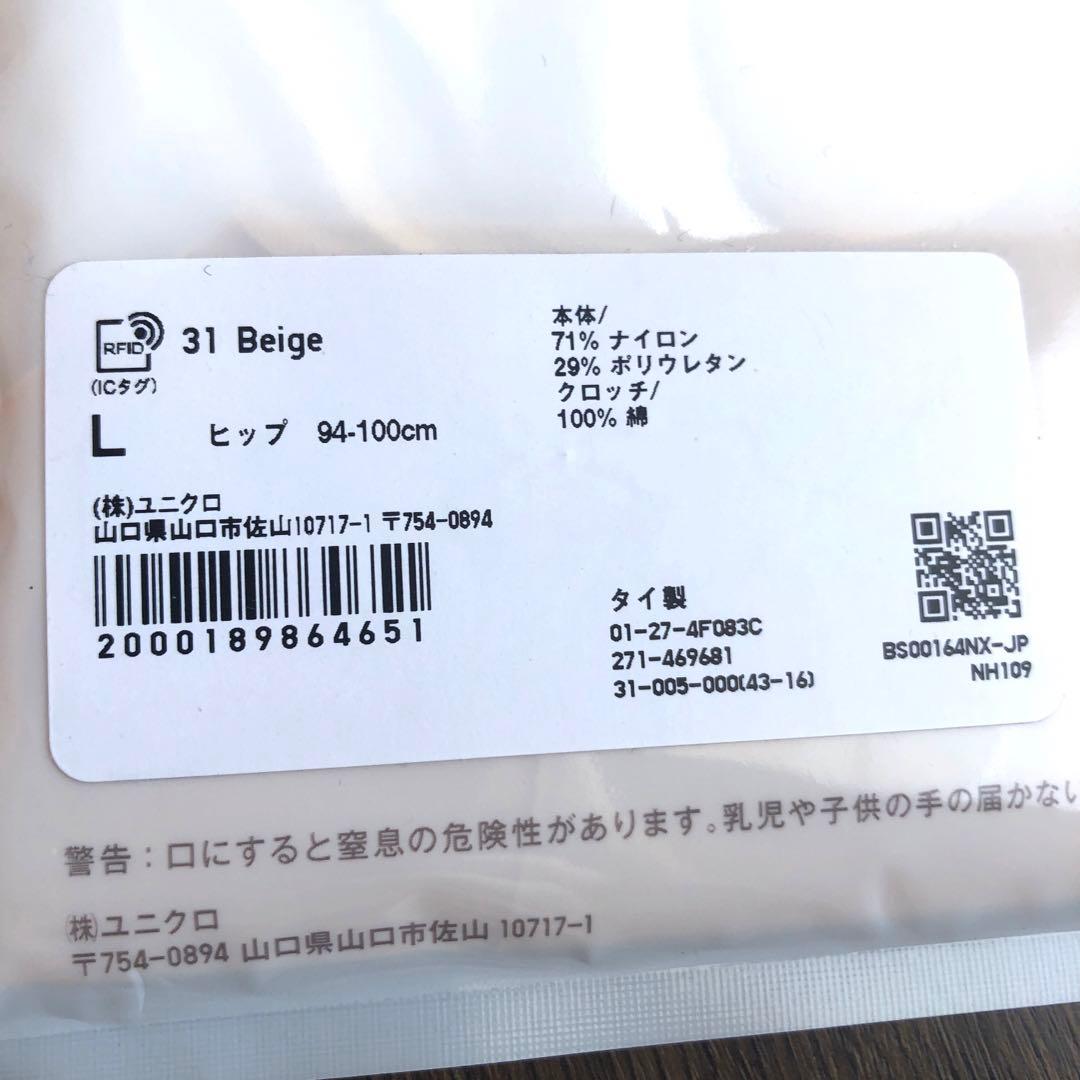 RFID
(ICタグ)
31 Beige
L ヒップ 94-100cm
本体/
71% ナイロン
29% ポリウレタン
クロッチ/
100% 綿
(株)ユニクロ
山口県山口市佐山10717-1 〒754-0894
2000189864651
タイ製
01-27-4F083C
271-469681
31-005-000(43-16)
BS00164NX-JP
NH109
警告：口にすると窒息の危険性があります。乳児や子供の手の届かない
㈱ユニクロ
〒754-0894 山口県山口市佐山 10717-1